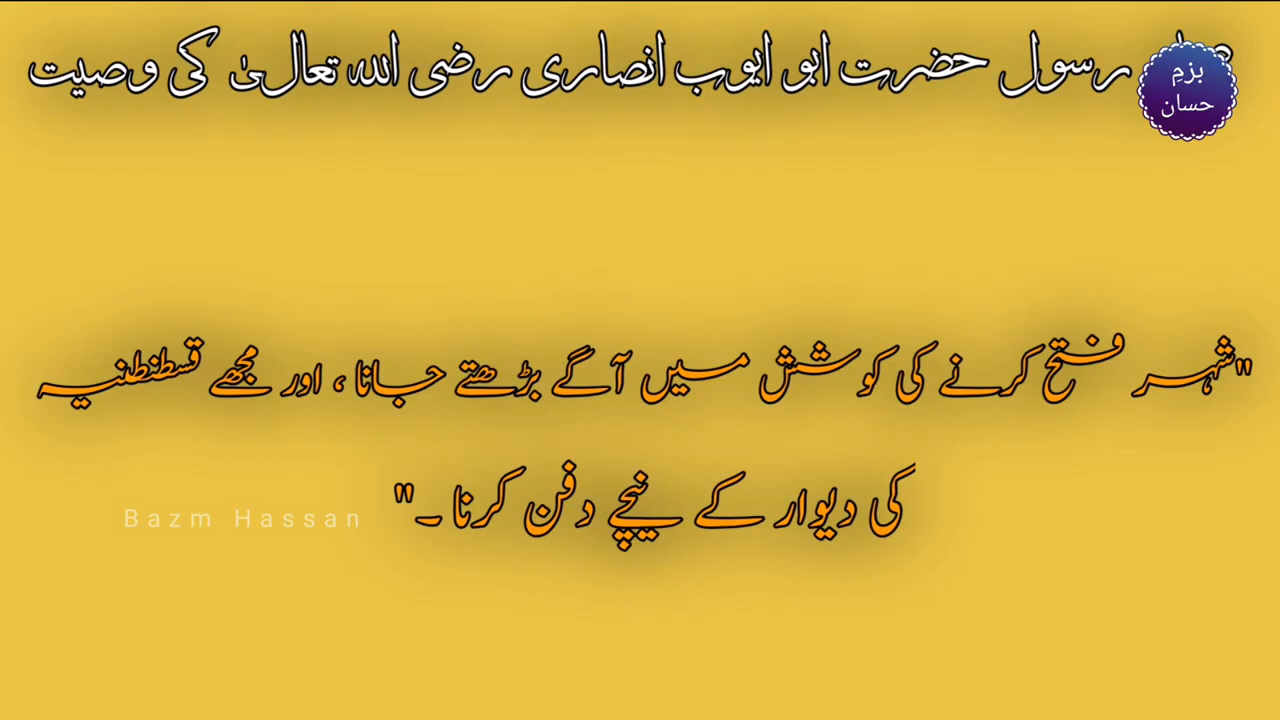 رسول حضرت ابو ایوب انصاری رضی اللہ تعالیٰ کی وصیت
بزمِ
حسان
"شہر فتح کرنے کی کوشش میں آگے بڑھتے جانا ، اور مجھے قسطنطنیہ
کی دیوار کے نیچے دفن کرنا ۔"
Bazm Hassan